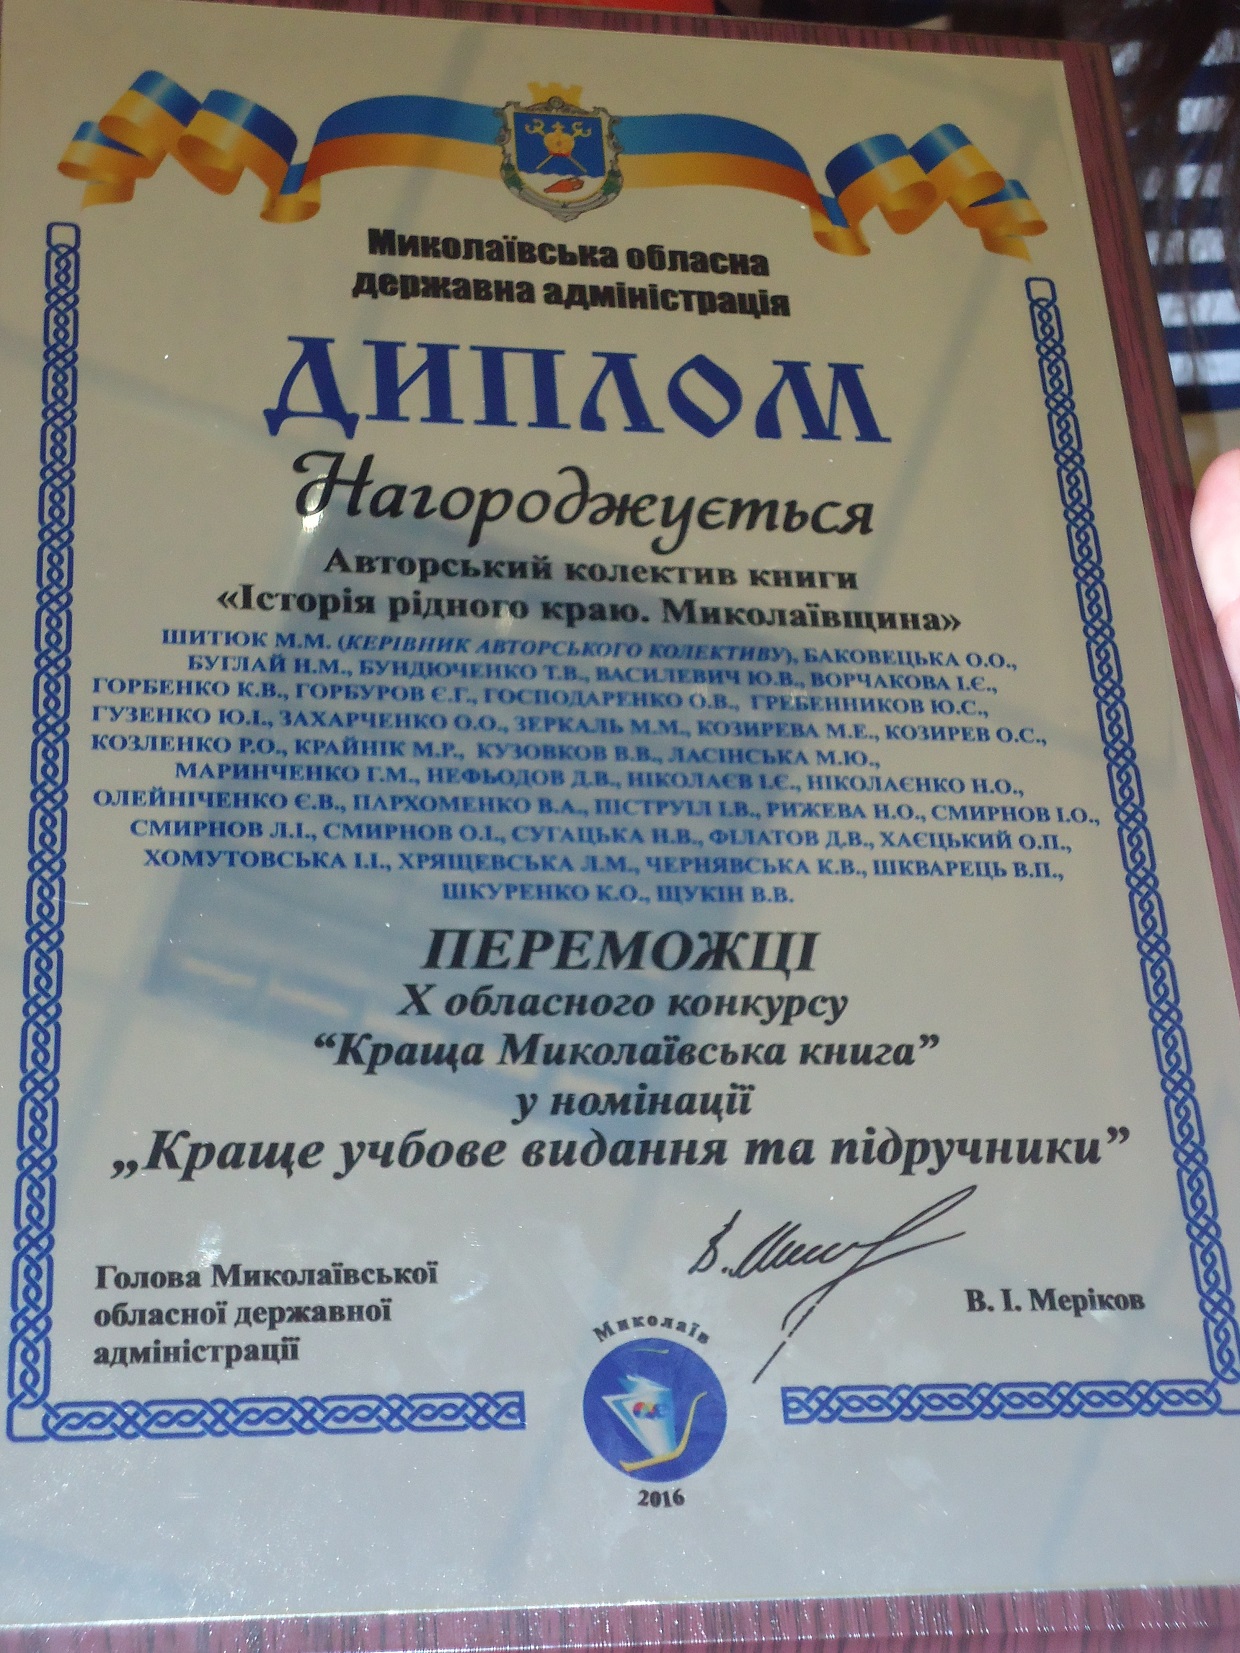 Миколаївська обласна
державна адміністрація
ДИПЛОМ
Нагороджується
Авторський колектив книги
«Історія рідного краю. Миколаївщина»
ШИТЮК М.М. (КЕРІВНИК АВТОРСЬКОГО КОЛЕКТИВУ), БАКОВЕЦЬКА О.О.,
БУГЛАЙ Н.М., БУНДЮЧЕНКО Т.В., ВАСИЛЕВИЧ Ю.В., ВОРЧАКОВА І.Є.,
ГОРБЕНКО К.В., ГОРБУРОВ Є.Г., ГОСПОДАРЕНКО О.В., ГРЕБЕННИКОВ Ю.С.,
ГУЗЕНКО Ю.І., ЗАХАРЧЕНКО О.О., ЗЕРКАЛЬ М.М., КОЗИРЕВА М.Е., КОЗИРЕВ О.С.,
КОЗЛЕНКО Р.О., КРАЙНІК М.Р., КУЗОВКОВ В.В., ЛАСІНСЬКА М.Ю.,
МАРИНЧЕНКО Г.М., НЕФЬОДОВ Д.В., НІКОЛАЄВ І.Є., НІКОЛАЄНКО Н.О.,
ОЛЕЙНІЧЕНКО Є.В., ПАРХОМЕНКО В.А., ПІСТРУІЛ І.В., РИЖЕВА Н.О., СМИРНОВ І.О.,
СМИРНОВ Л.І., СМИРНОВ О.І., СУГАЦЬКА Н.В., ФІЛАТОВ Д.В., ХАЄЦЬКИЙ О.П.,
ХОМУТОВСЬКА І.І., ХРЯЩЕВСЬКА Л.М., ЧЕРНЯВСЬКА К.В., ШКВАРЕЦЬ В.П.,
ШКУРЕНКО К.О., ЩУКІН В.В.
ПЕРЕМОЖЦІ
X обласного конкурсу
“Краща Миколаївська книга”
у номінації
„Краще учбове видання та підручники”
Голова Миколаївської
обласної державної
адміністрації
В. І. Меріков
Миколаїв
2016